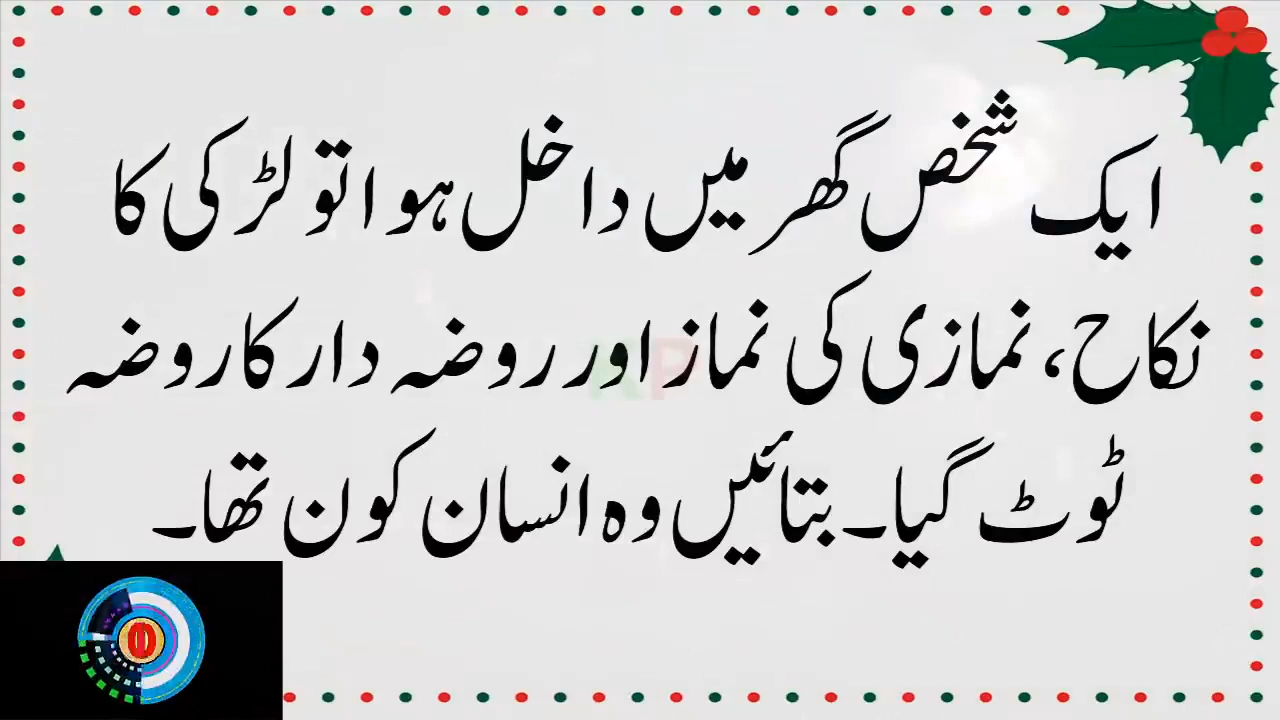 ایک شخص گھر میں داخل ہوا تو لڑکی کا
نکاح، نمازی کی نماز اور روضہ دار کا روضہ
ٹوٹ گیا۔ بتائیں وہ انسان کون تھا۔